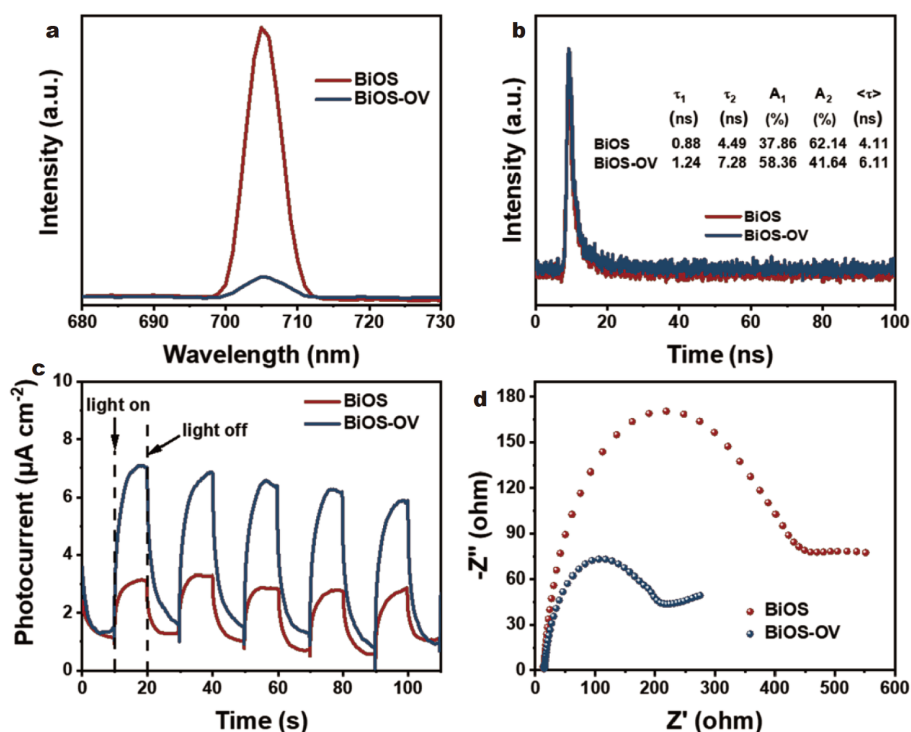 a
BiOS
BiOS-OV
Intensity (a.u.)
680 690 700 710 720 730
Wavelength (nm)
b
τ₁ τ₂ A₁ A₂ <τ>
(ns) (ns) (%) (%) (ns)
BiOS 0.88 4.49 37.86 62.14 4.11
BiOS-OV 1.24 7.28 58.36 41.64 6.11
BiOS
BiOS-OV
Intensity (a.u.)
0 20 40 60 80 100
Time (ns)
c
10
8
6
4
2
0
light on
light off
BiOS
BiOS-OV
Photocurrent (µA cm⁻²)
0 20 40 60 80 100
Time (s)
d
180
150
120
90
60
30
0
-Z'' (ohm)
BiOS
BiOS-OV
0 100 200 300 400 500 600
Z' (ohm)